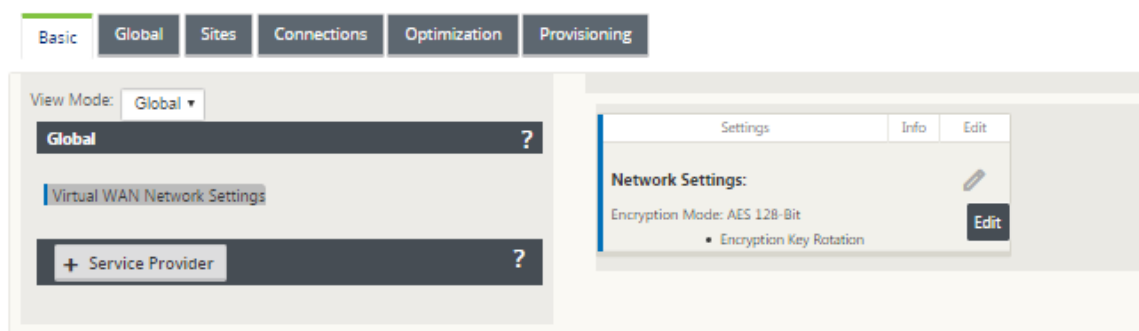 Basic Global Sites Connections Optimization Provisioning
View Mode: Global ▾
Global ?
Virtual WAN Network Settings
+ Service Provider ?
Settings Info Edit
Network Settings:
Encryption Mode: AES 128-Bit
Edit
• Encryption Key Rotation